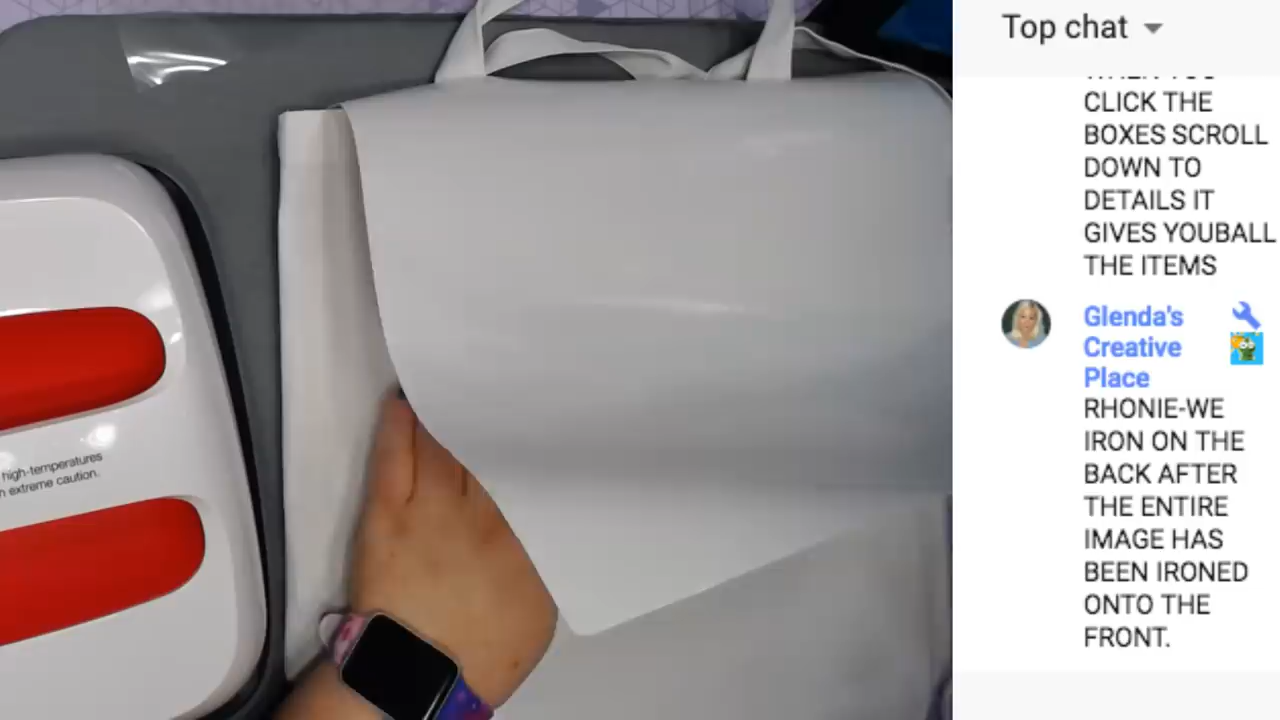 high-temperatures
extreme caution.
Top chat
CLICK THE
BOXES SCROLL
DOWN TO
DETAILS IT
GIVES YOUBALL
THE ITEMS
Glenda's
Creative
Place
RHONIE-WE
IRON ON THE
BACK AFTER
THE ENTIRE
IMAGE HAS
BEEN IRONED
ONTO THE
FRONT.